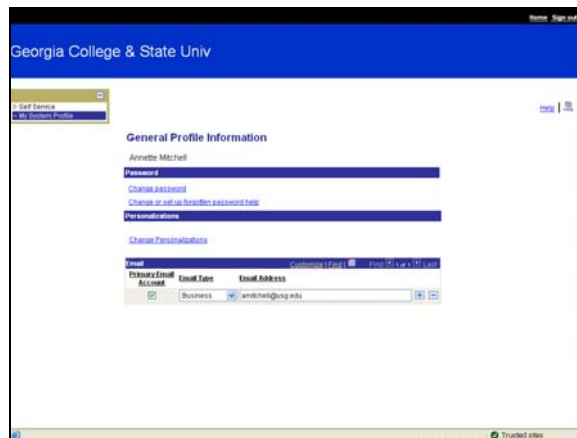 Home Sign out
Georgia College & State Univ
Self Service
My System Profile
Help
General Profile Information
Annette Mitchell
Password
Change password
Change or set up forgotten password help
Personalizations
Change Personalizations
Email Customize | Find | First 1 of 1 Last
Primary Email Account Email Type Email Address
Business amitchell@usg.edu
Trusted sites